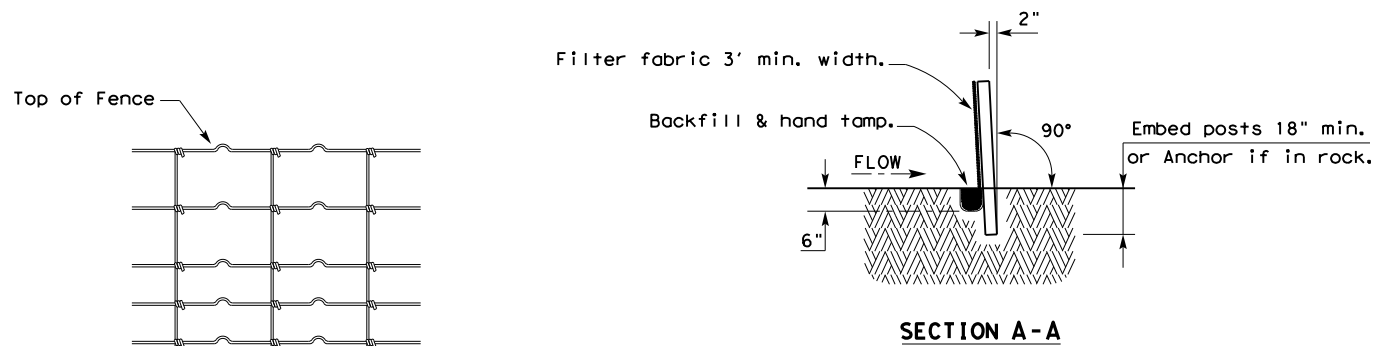 Top of Fence
2"
Filter fabric 3' min. width.
Backfill & hand tamp.
90°
Embed posts 18" min.
or Anchor if in rock.
FLOW
6"
SECTION A-A